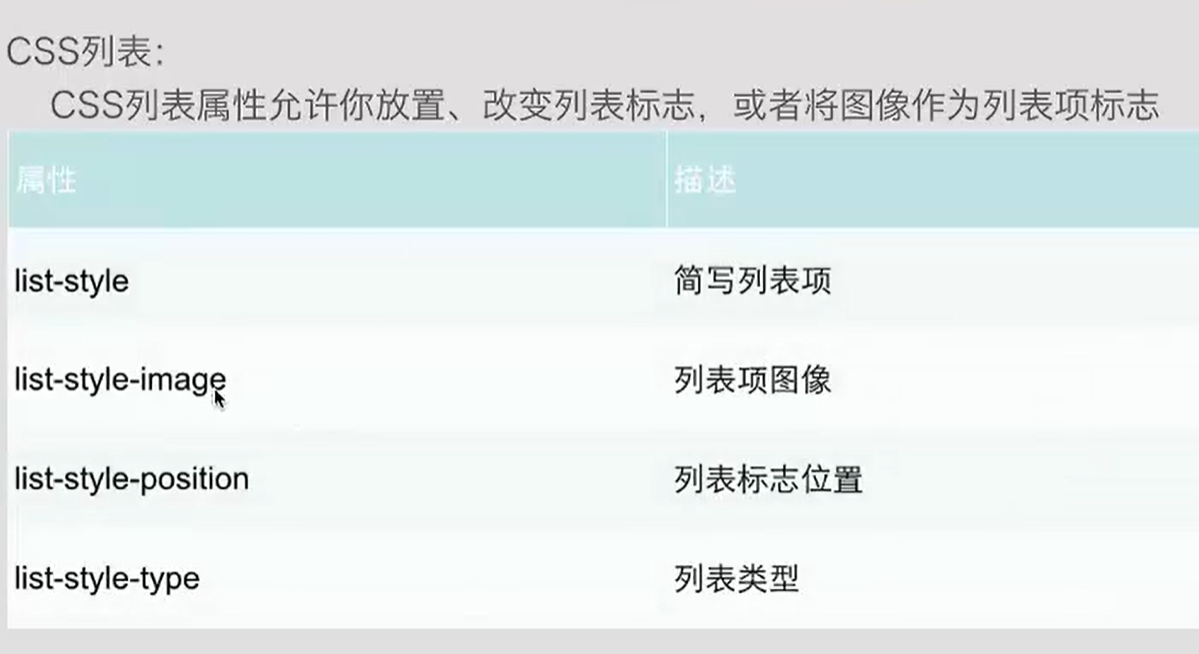 CSS列表：
CSS列表属性允许你放置、改变列表标志，或者将图像作为列表项标志
属性 描述
list-style 简写列表项
list-style-image 列表项图像
list-style-position 列表标志位置
list-style-type 列表类型